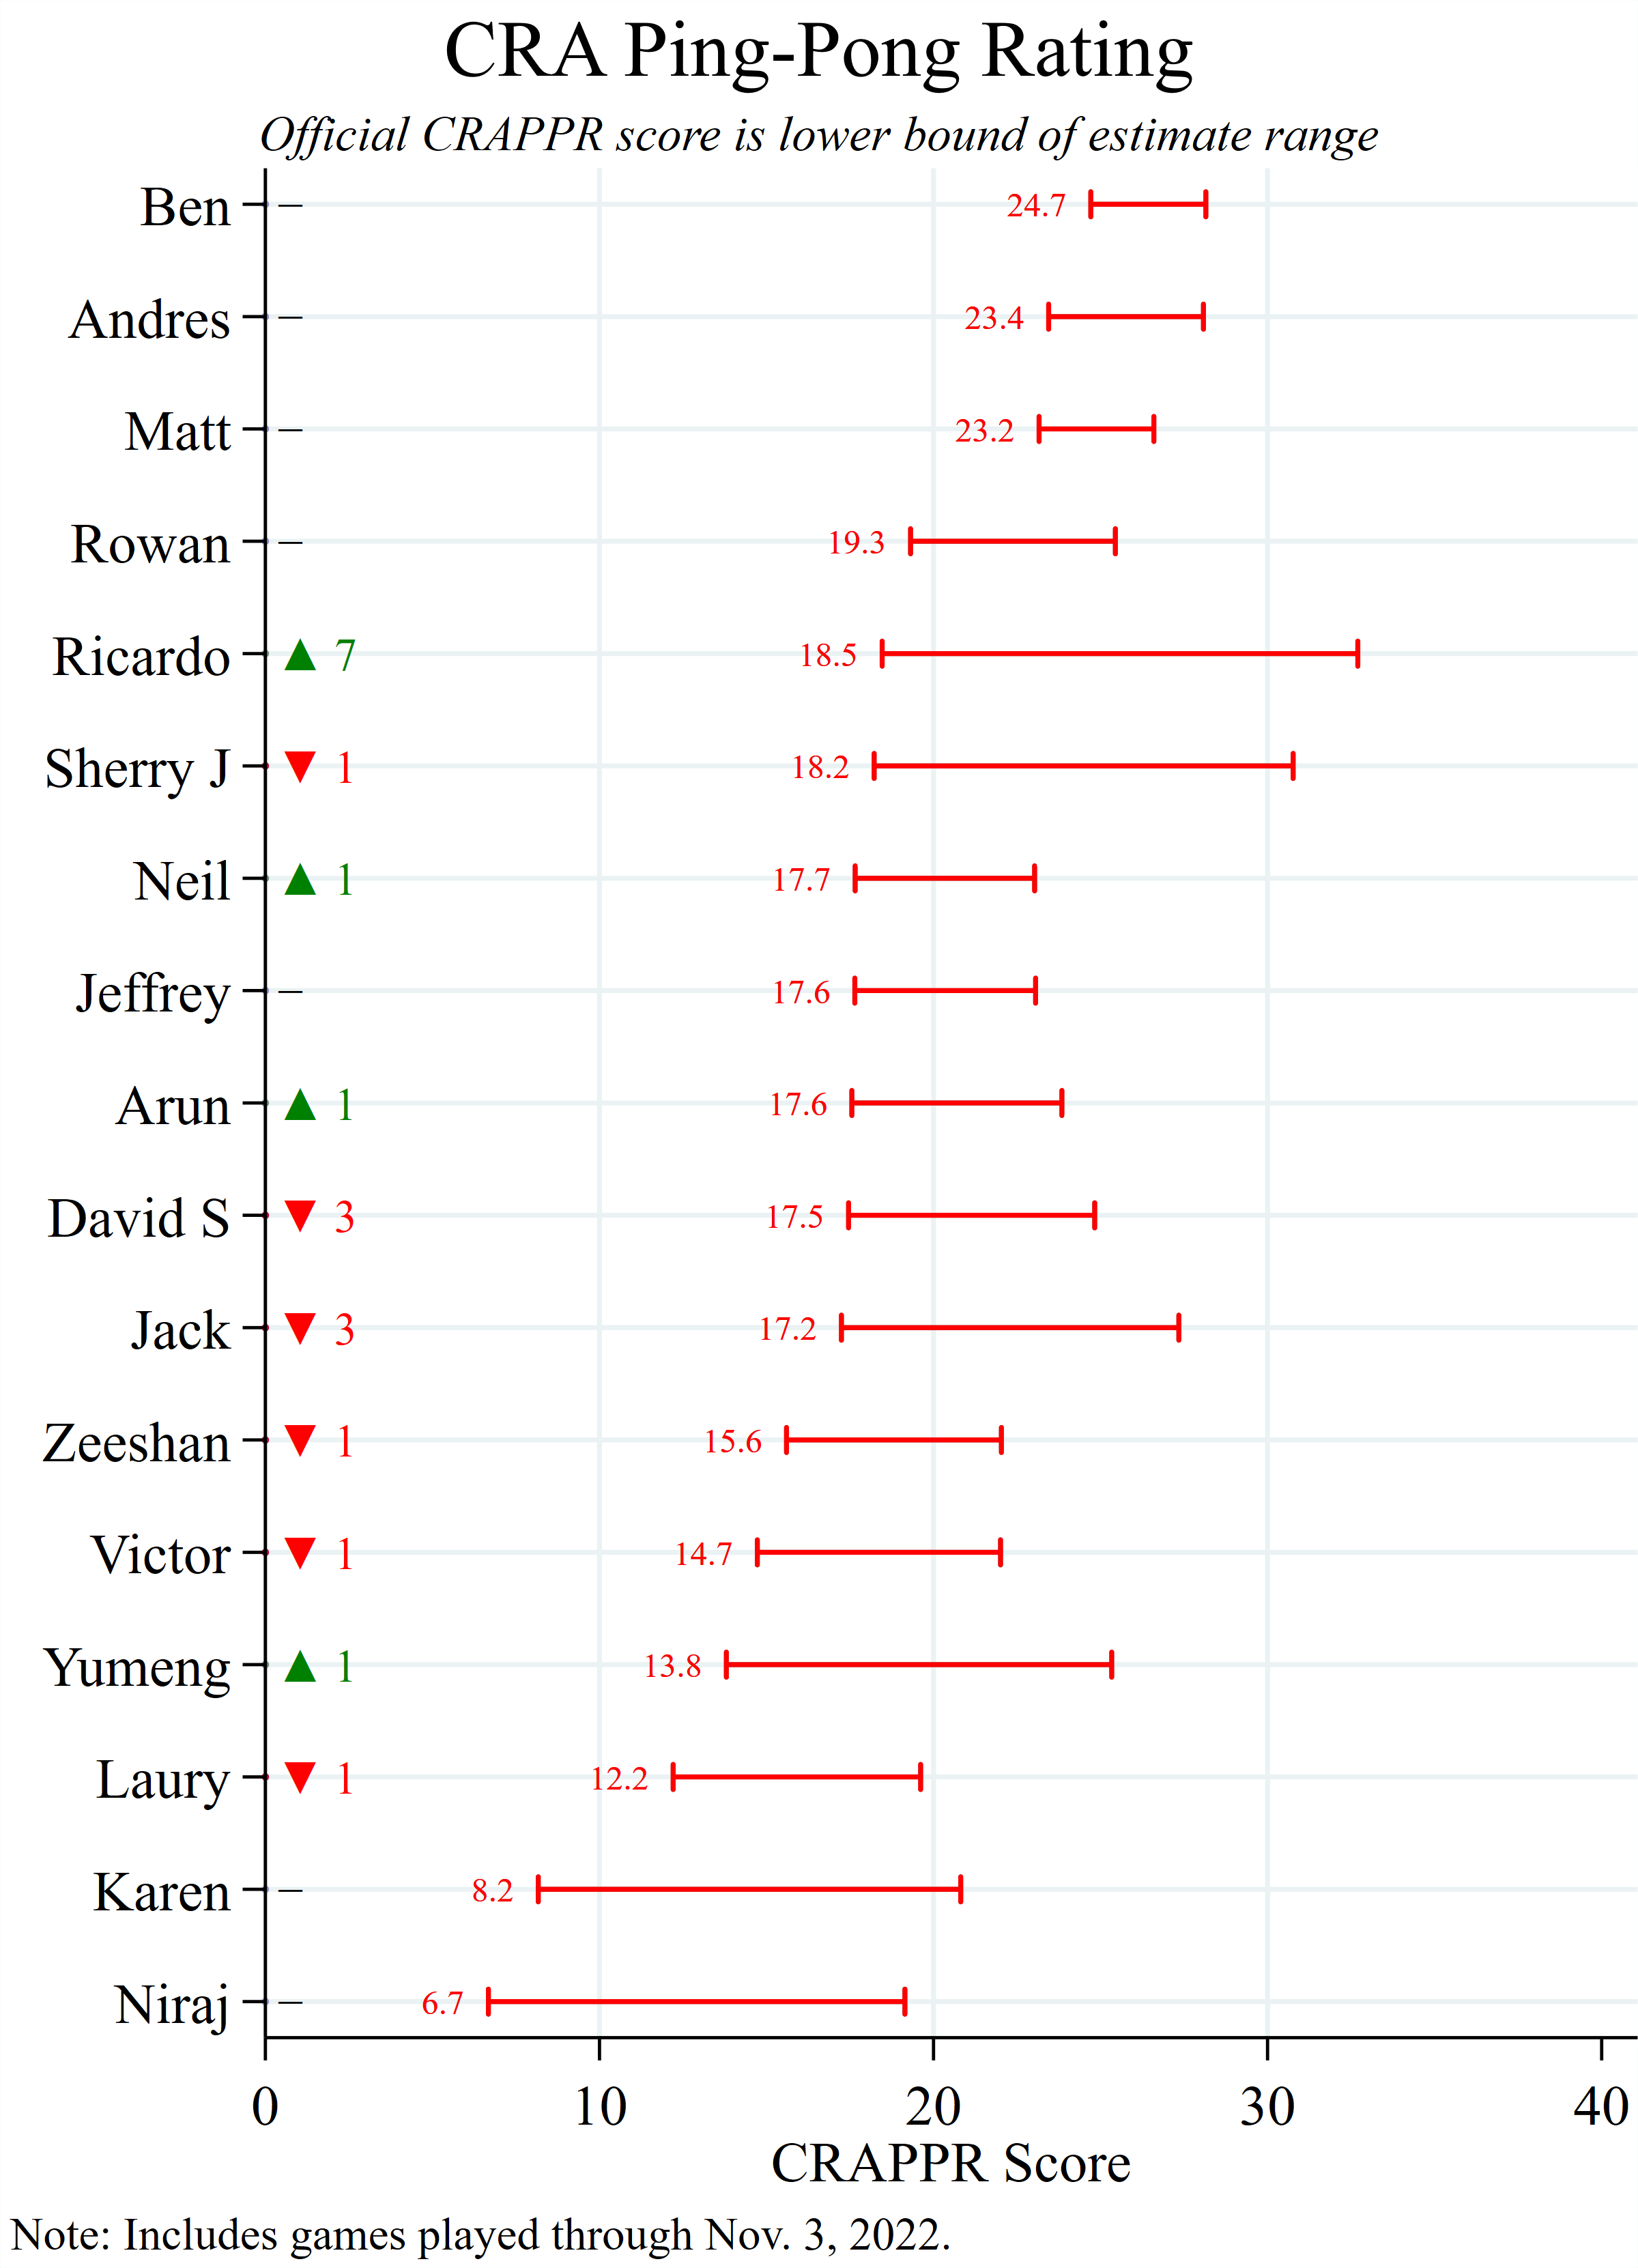 CRA Ping-Pong Rating
Official CRAPPR score is lower bound of estimate range
Ben – 24.7
Andres – 23.4
Matt – 23.2
Rowan – 19.3
Ricardo ▲ 7 18.5
Sherry J ▼ 1 18.2
Neil ▲ 1 17.7
Jeffrey – 17.6
Arun ▲ 1 17.6
David S ▼ 3 17.5
Jack ▼ 3 17.2
Zeeshan ▼ 1 15.6
Victor ▼ 1 14.7
Yumeng ▲ 1 13.8
Laury ▼ 1 12.2
Karen – 8.2
Niraj – 6.7
0 10 20 30 40
CRAPPR Score
Note: Includes games played through Nov. 3, 2022.